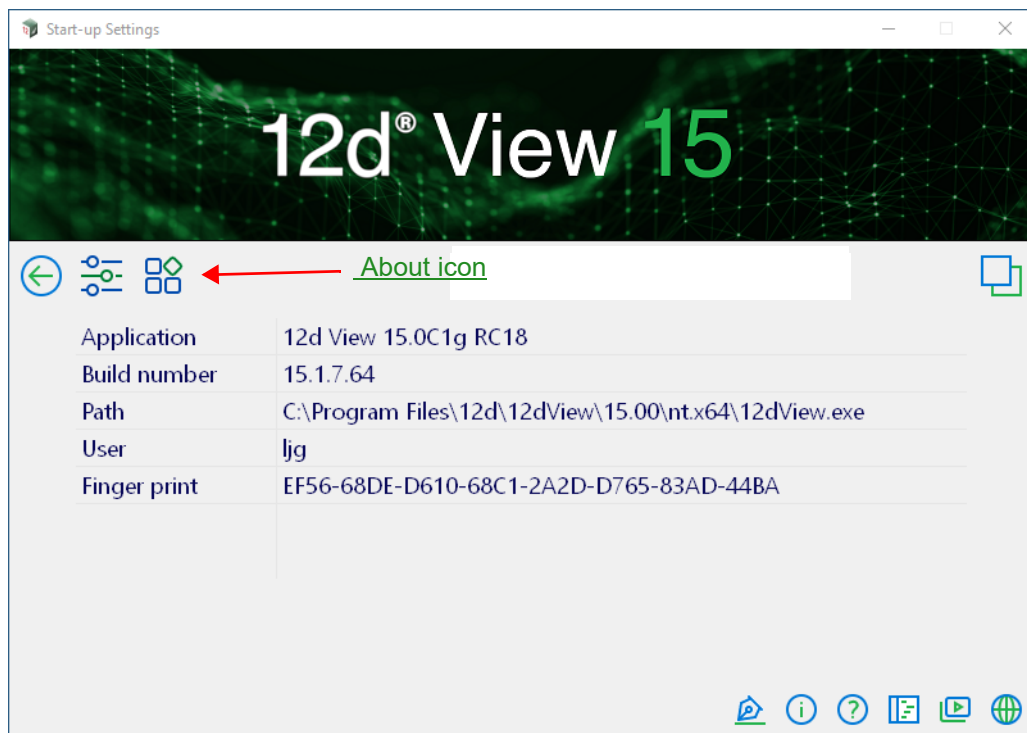 Start-up Settings
12d® View 15
About icon
Application 12d View 15.0C1g RC18
Build number 15.1.7.64
Path C:\Program Files\12d\12dView\15.00\nt.x64\12dView.exe
User ljg
Finger print EF56-68DE-D610-68C1-2A2D-D765-83AD-44BA